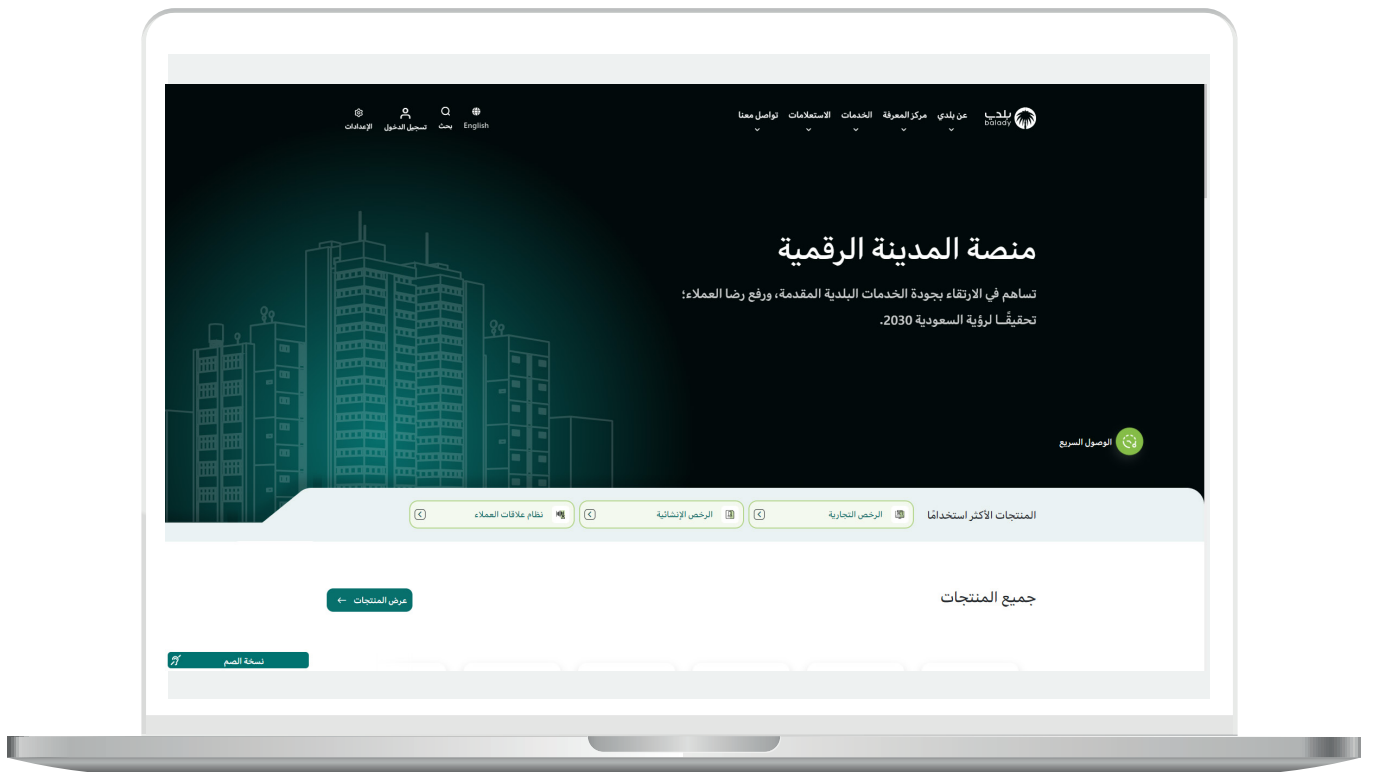 بلدي
balady
عن بلدي مركز المعرفة الخدمات الاستعلامات تواصل معنا
English بحث تسجيل الدخول الإعدادات
منصة المدينة الرقمية
تساهم في الارتقاء بجودة الخدمات البلدية المقدمة، ورفع رضا العملاء؛
تحقيقًــا لرؤية السعودية 2030.
الوصول السريع
المنتجات الأكثر استخدامًا الرخص التجارية الرخص الإنشائية نظام علاقات العملاء
جميع المنتجات
عرض المنتجات
نسخة الصم